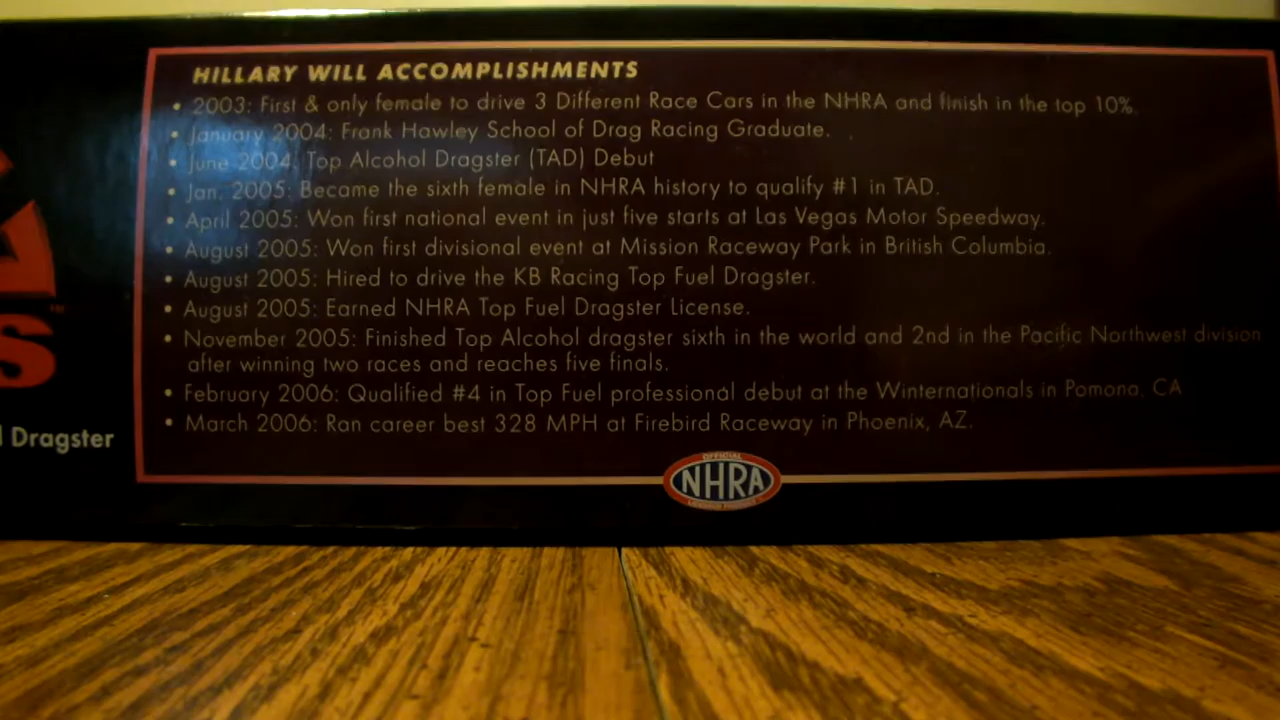 HILLARY WILL ACCOMPLISHMENTS
• 2003: First & only female to drive 3 Different Race Cars in the NHRA and finish in the top 10%.
• January 2004: Frank Hawley School of Drag Racing Graduate.
• June 2004: Top Alcohol Dragster (TAD) Debut
• Jan. 2005: Became the sixth female in NHRA history to qualify #1 in TAD.
• April 2005: Won first national event in just five starts at Las Vegas Motor Speedway.
• August 2005: Won first divisional event at Mission Raceway Park in British Columbia.
• August 2005: Hired to drive the KB Racing Top Fuel Dragster.
• August 2005: Earned NHRA Top Fuel Dragster License.
• November 2005: Finished Top Alcohol dragster sixth in the world and 2nd in the Pacific Northwest division
after winning two races and reaches five finals.
• February 2006: Qualified #4 in Top Fuel professional debut at the Winternationals in Pomona, CA
• March 2006: Ran career best 328 MPH at Firebird Raceway in Phoenix, AZ.
S
™
Dragster
OFFICIAL
NHRA